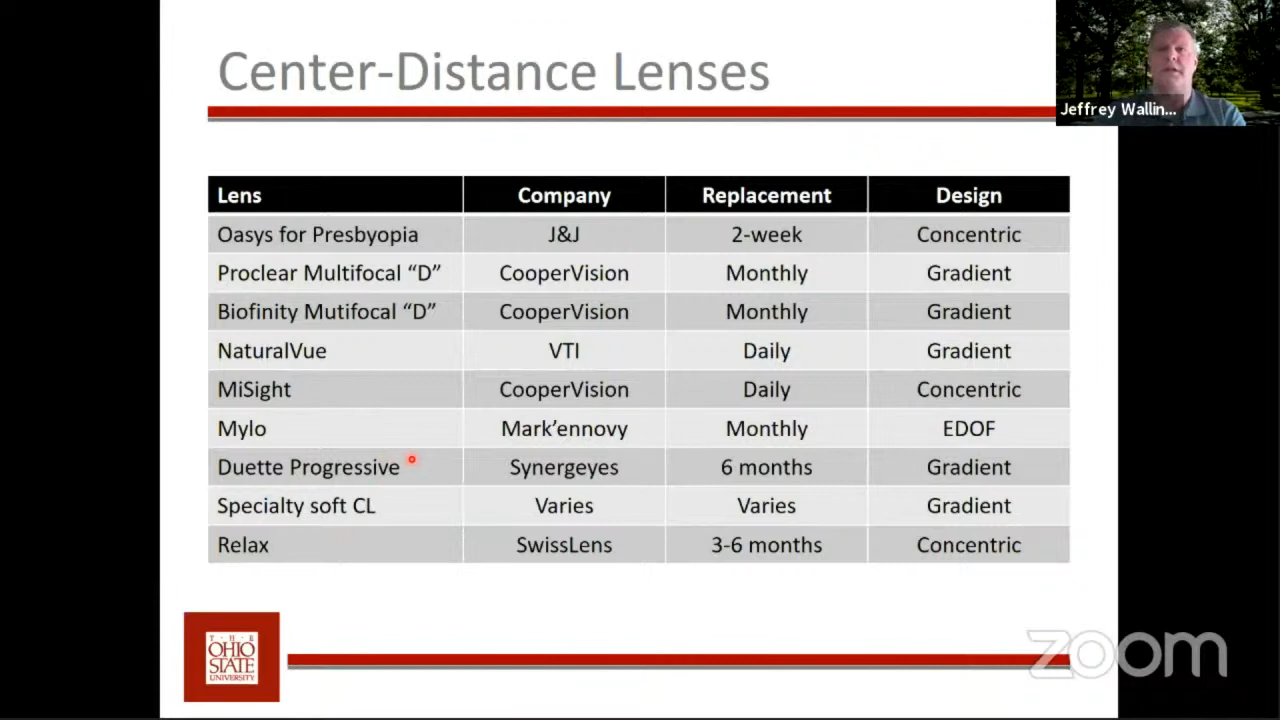 Center-Distance Lenses
Jeffrey Wallin...
Lens Company Replacement Design
Oasys for Presbyopia J&J 2-week Concentric
Proclear Multifocal “D” CooperVision Monthly Gradient
Biofinity Mutifocal “D” CooperVision Monthly Gradient
NaturalVue VTI Daily Gradient
MiSight CooperVision Daily Concentric
Mylo Mark’ennovy Monthly EDOF
Duette Progressive Synergeyes 6 months Gradient
Specialty soft CL Varies Varies Gradient
Relax SwissLens 3-6 months Concentric
T · H · E
OHIO
STATE
UNIVERSITY
zoom